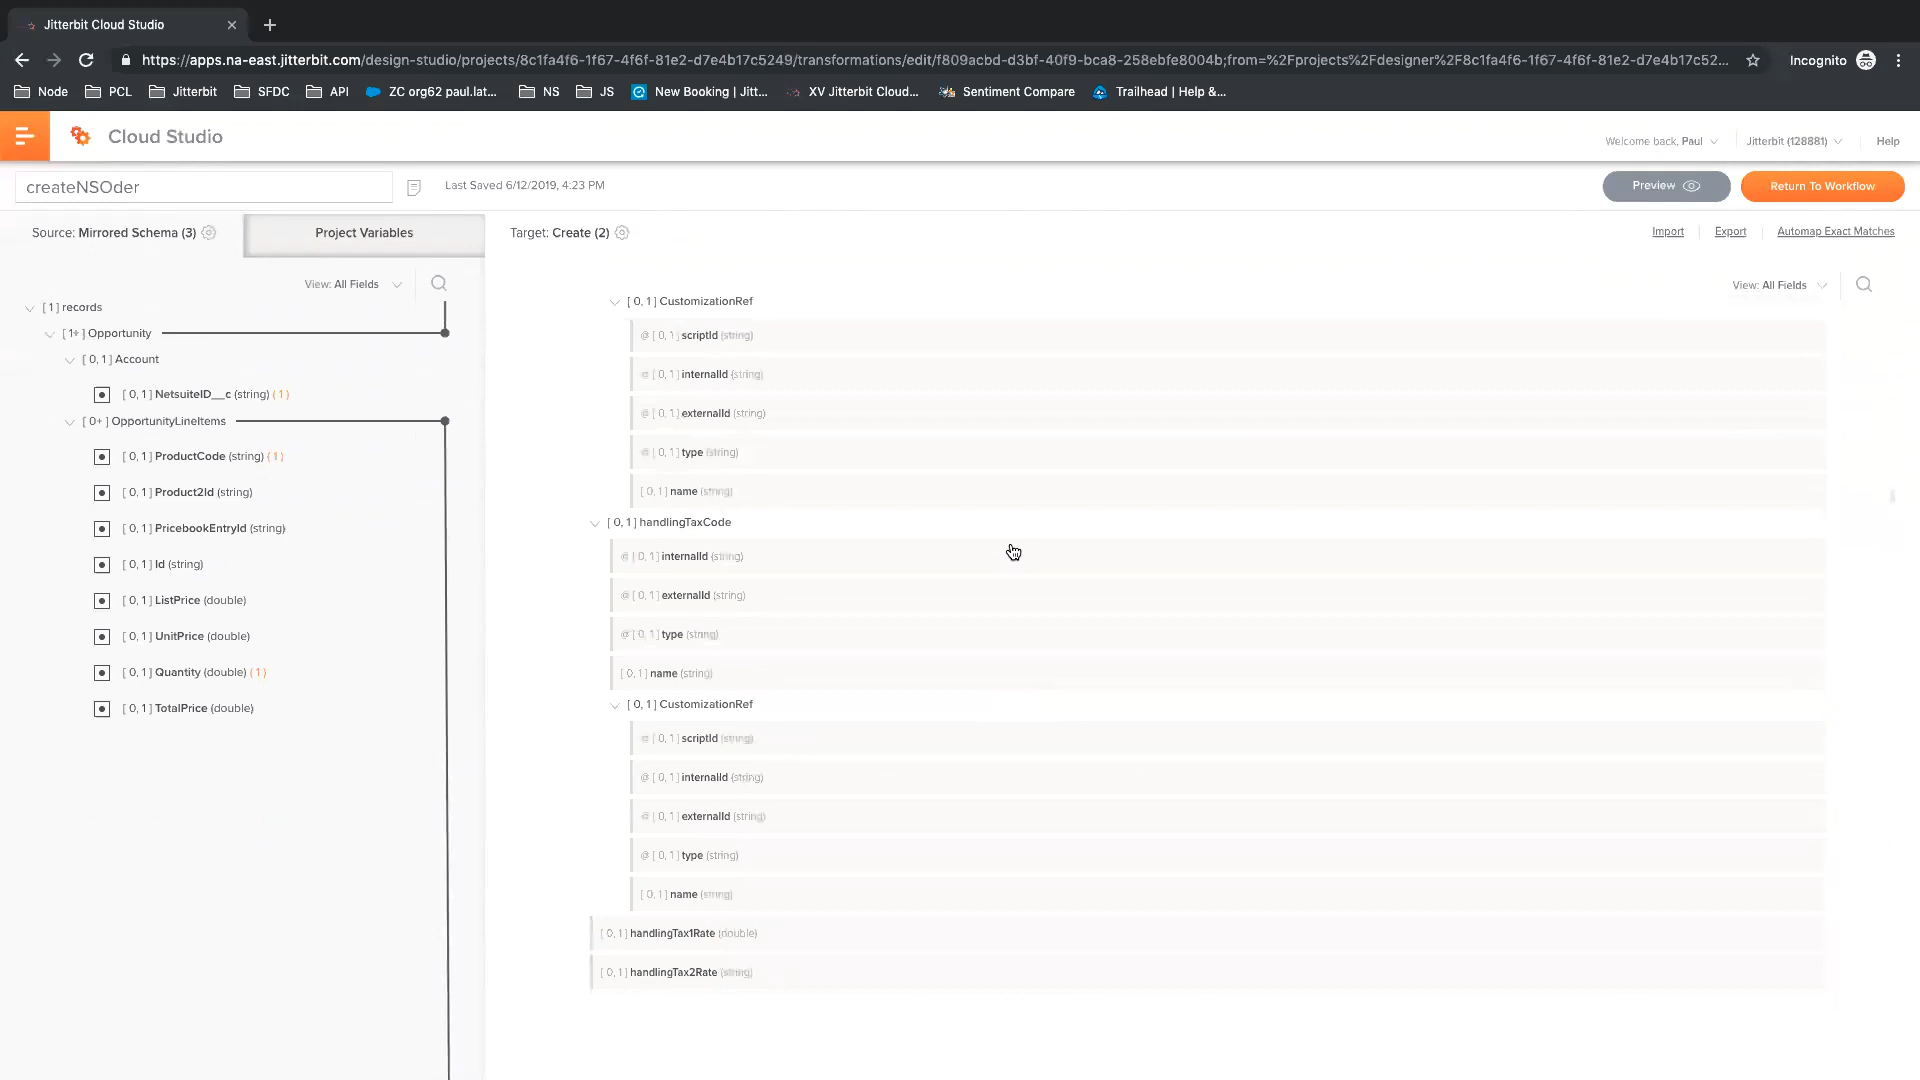 Jitterbit Cloud Studio
https://apps.na-east.jitterbit.com/design-studio/projects/8c1fa4f6-1f67-4f6f-81e2-d7e4b17c5249/transformations/edit/f809acbd-d3bf-40f9-bca8-258ebfe8004b;from=%2Fprojects%2Fdesigner%2F8c1fa4f6-1f67-4f6f-81e2-d7e4b17c52... Incognito
Node PCL Jitterbit SFDC API ZC org62 paul.lat... NS JS New Booking | Jitt... XV Jitterbit Cloud... Sentiment Compare Trailhead | Help &...
Cloud Studio
Welcome back, Paul Jitterbit (128881) Help
createNSOder Last Saved 6/12/2019, 4:23 PM Preview Return To Workflow
Source: Mirrored Schema (3) Project Variables
View: All Fields
[ 1 ] records
[ 1+ ] Opportunity
[ 0, 1 ] Account
[ 0, 1 ] NetsuiteID__c (string) ( 1 )
[ 0+ ] OpportunityLineItems
[ 0, 1 ] ProductCode (string) ( 1 )
[ 0, 1 ] Product2Id (string)
[ 0, 1 ] PricebookEntryId (string)
[ 0, 1 ] Id (string)
[ 0, 1 ] ListPrice (double)
[ 0, 1 ] UnitPrice (double)
[ 0, 1 ] Quantity (double) ( 1 )
[ 0, 1 ] TotalPrice (double)
Target: Create (2) Import Export Automap Exact Matches
View: All Fields
[ 0, 1 ] CustomizationRef
@ [ 0, 1 ] scriptId (string)
@ [ 0, 1 ] internalId (string)
@ [ 0, 1 ] externalId (string)
@ [ 0, 1 ] type (string)
[ 0, 1 ] name (string)
[ 0, 1 ] handlingTaxCode
@ [ 0, 1 ] internalId (string)
@ [ 0, 1 ] externalId (string)
@ [ 0, 1 ] type (string)
[ 0, 1 ] name (string)
[ 0, 1 ] CustomizationRef
@ [ 0, 1 ] scriptId (string)
@ [ 0, 1 ] internalId (string)
@ [ 0, 1 ] externalId (string)
@ [ 0, 1 ] type (string)
[ 0, 1 ] name (string)
[ 0, 1 ] handlingTax1Rate (double)
[ 0, 1 ] handlingTax2Rate (string)